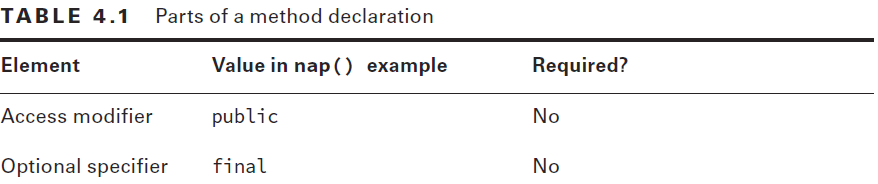 TABLE 4.1 Parts of a method declaration
Element Value in nap() example Required?
Access modifier public No
Optional specifier final No